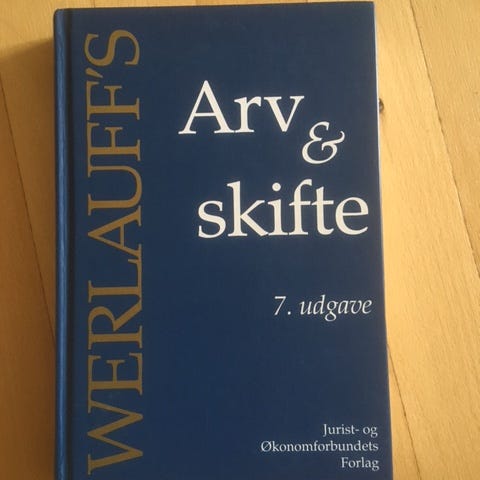 WERLAUFF'S
Arv
&
skifte
7. udgave
Jurist- og
Økonomforbundets
Forlag